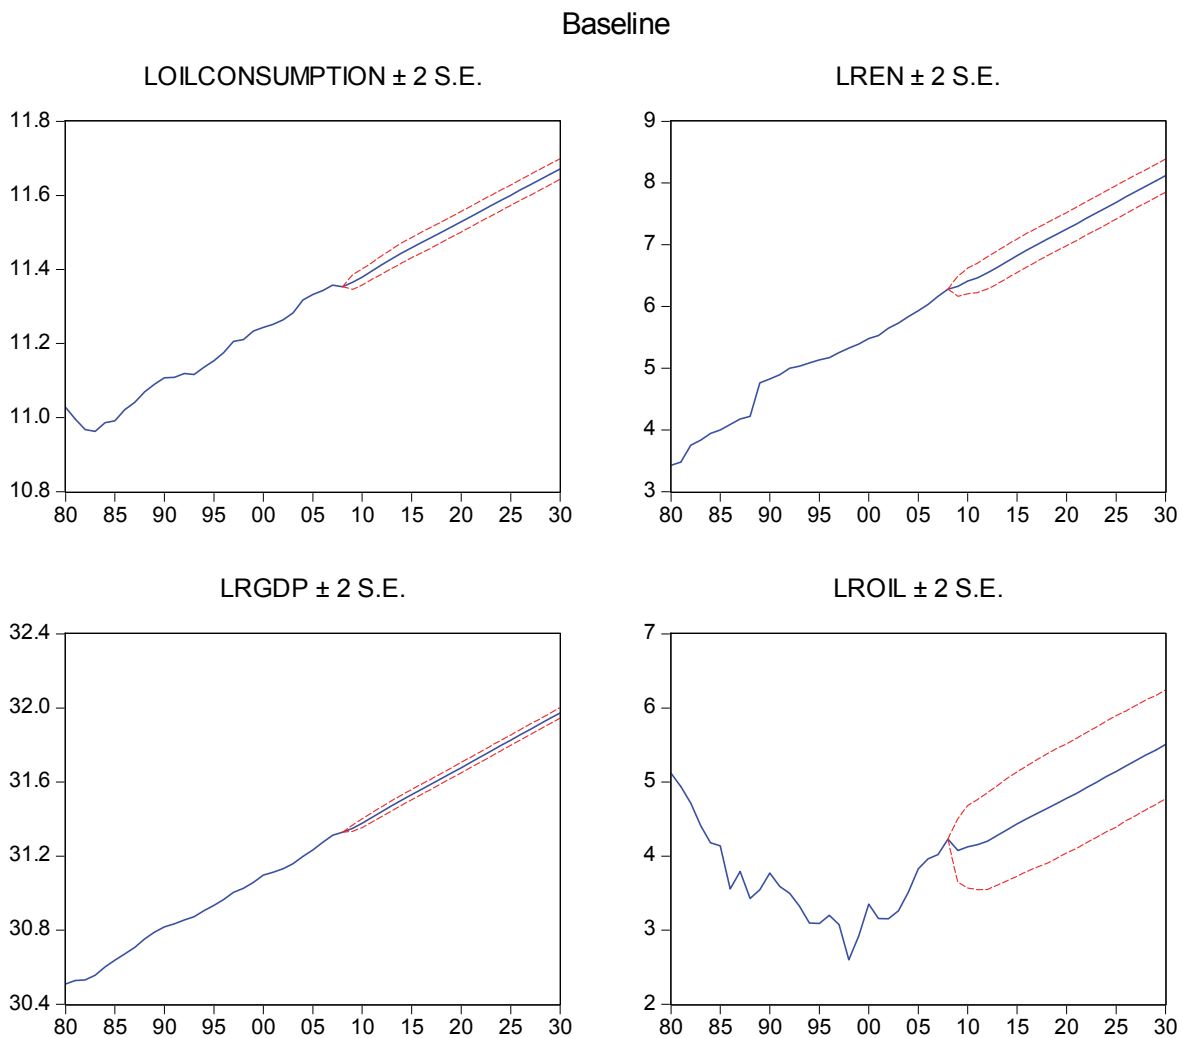 Baseline
LOILCONSUMPTION ± 2 S.E.
11.8
11.6
11.4
11.2
11.0
10.8
80 85 90 95 00 05 10 15 20 25 30
LREN ± 2 S.E.
9
8
7
6
5
4
3
80 85 90 95 00 05 10 15 20 25 30
LRGDP ± 2 S.E.
32.4
32.0
31.6
31.2
30.8
30.4
80 85 90 95 00 05 10 15 20 25 30
LROIL ± 2 S.E.
7
6
5
4
3
2
80 85 90 95 00 05 10 15 20 25 30